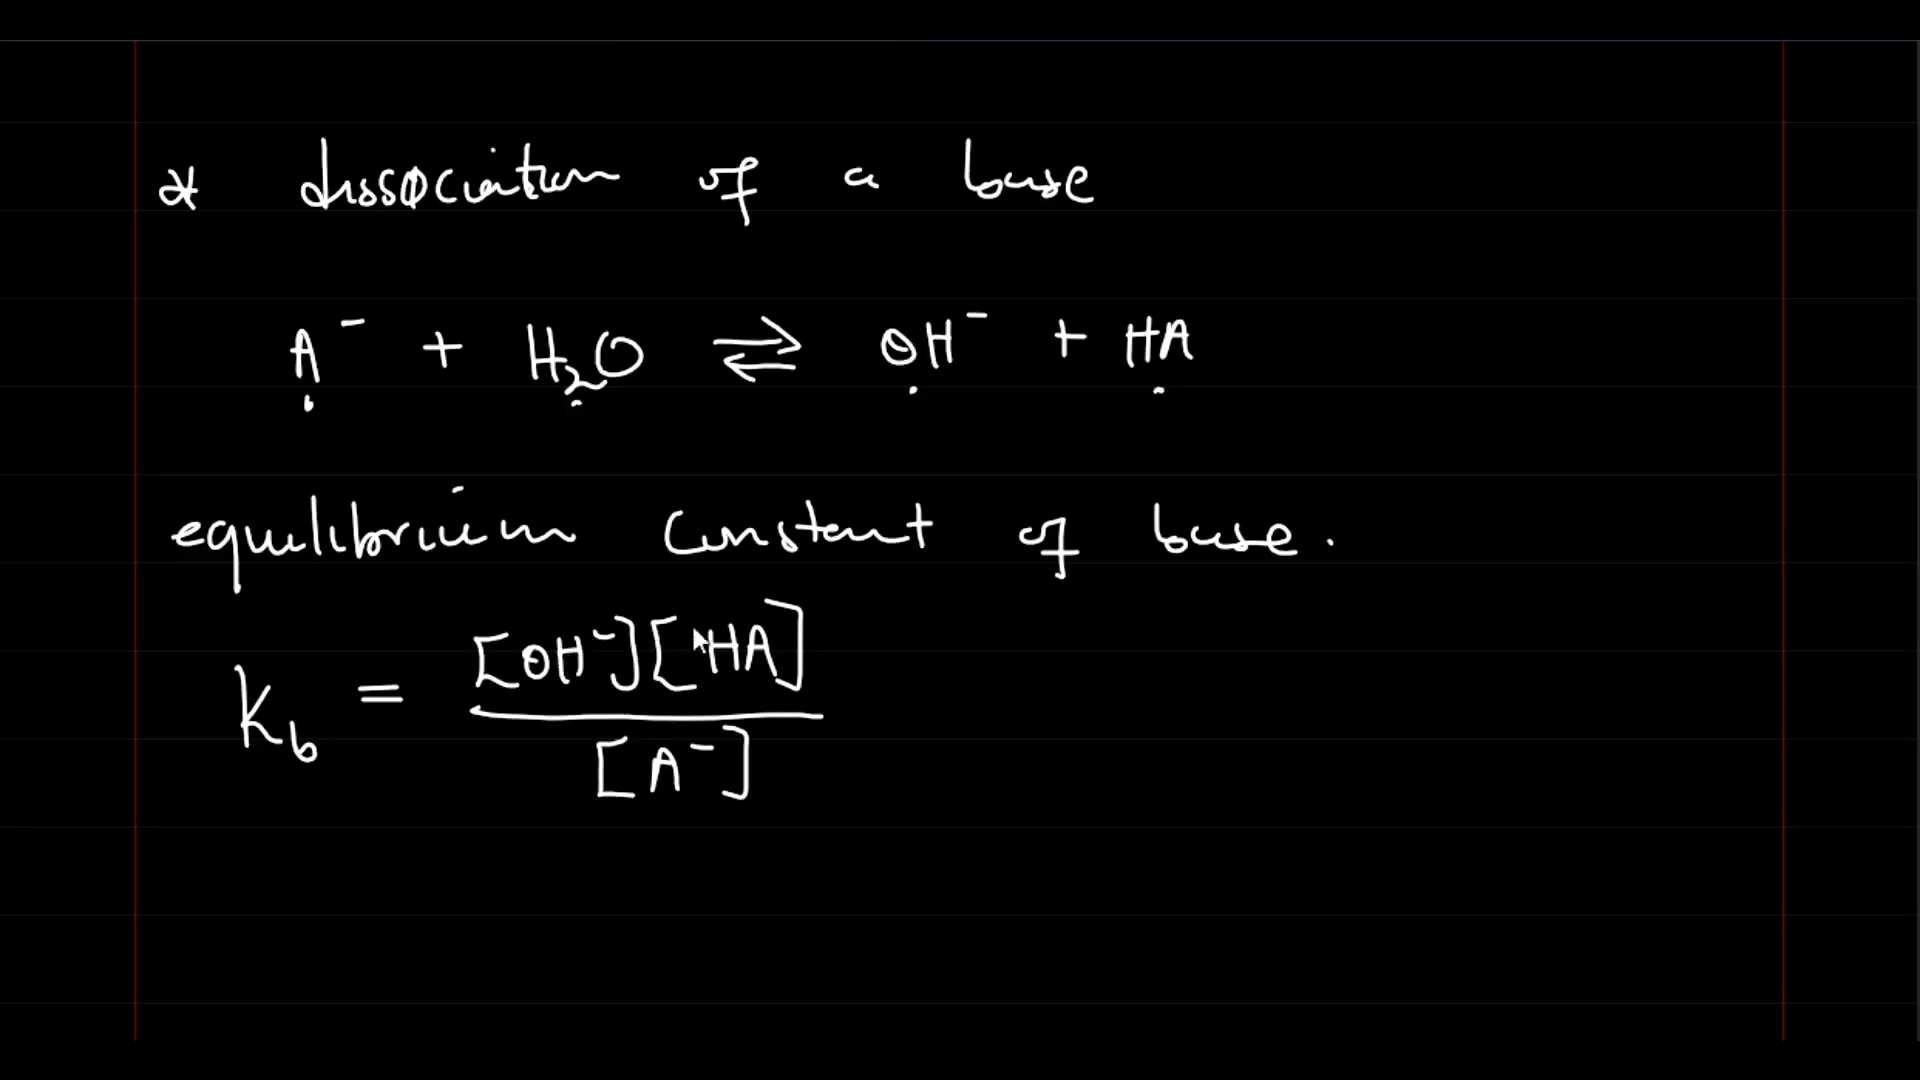 * dissociation of a base
A⁻ + H₂O ⇌ OH⁻ + HA
equilibrium constant of base.
K_b = [OH⁻][HA] / [A⁻]